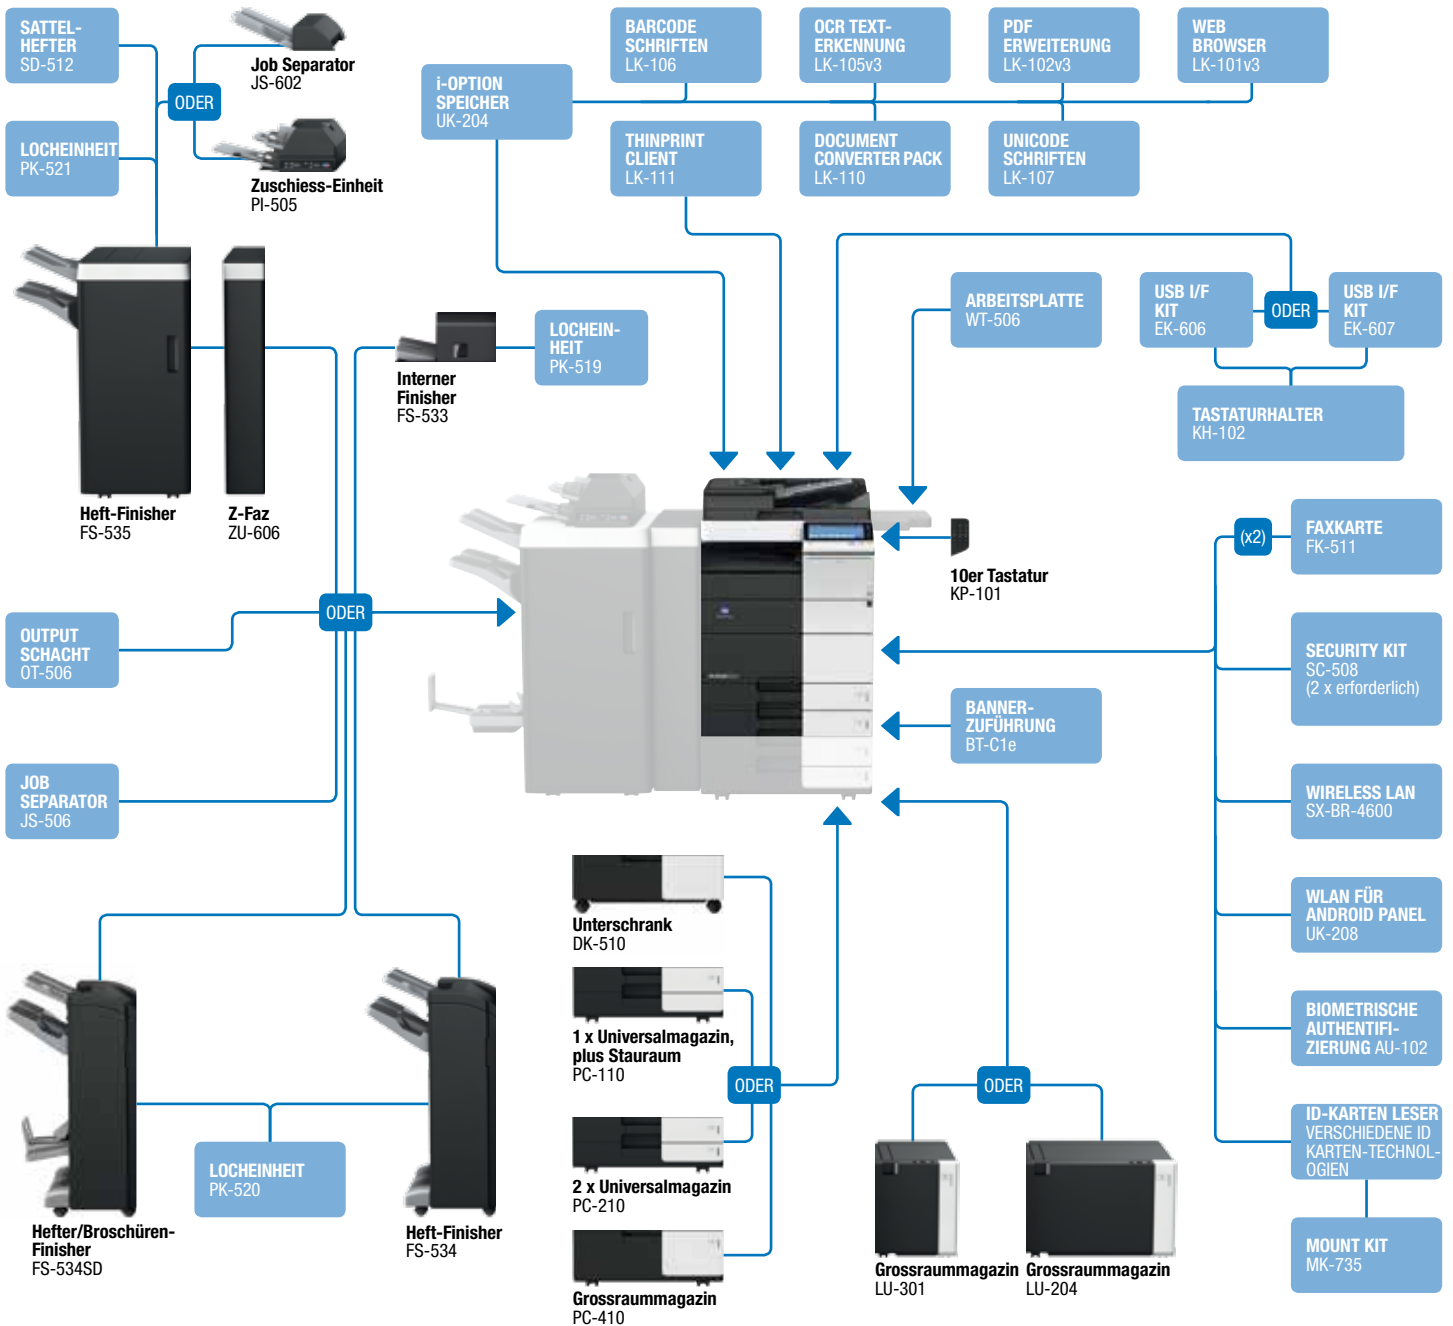 SATTEL-
HEFTER
SD-512
ODER
Job Separator
JS-602
LOCHEINHEIT
PK-521
Zuschiess-Einheit
PI-505
i-OPTION
SPEICHER
UK-204
BARCODE
SCHRIFTEN
LK-106
OCR TEXT-
ERKENNUNG
LK-105v3
PDF
ERWEITERUNG
LK-102v3
WEB
BROWSER
LK-101v3
THINPRINT
CLIENT
LK-111
DOCUMENT
CONVERTER PACK
LK-110
UNICODE
SCHRIFTEN
LK-107
Heft-Finisher
FS-535
Z-Faz
ZU-606
Interner
Finisher
FS-533
LOCHEIN-
HEIT
PK-519
ARBEITSPLATTE
WT-506
USB I/F
KIT
EK-606
ODER
USB I/F
KIT
EK-607
TASTATURHALTER
KH-102
10er Tastatur
KP-101
(x2)
FAXKARTE
FK-511
ODER
OUTPUT
SCHACHT
OT-506
SECURITY KIT
SC-508
(2 x erforderlich)
BANNER-
ZUFÜHRUNG
BT-C1e
JOB
SEPARATOR
JS-506
WIRELESS LAN
SX-BR-4600
WLAN FÜR
ANDROID PANEL
UK-208
BIOMETRISCHE
AUTHENTIFI-
ZIERUNG AU-102
ID-KARTEN LESER
VERSCHIEDENE ID
KARTEN-TECHNOL-
OGIEN
MOUNT KIT
MK-735
Unterschrank
DK-510
1 x Universalmagazin,
plus Stauraum
PC-110
ODER
2 x Universalmagazin
PC-210
Grossraummagazin
PC-410
ODER
Grossraummagazin
LU-301
Grossraummagazin
LU-204
LOCHEINHEIT
PK-520
Hefter/Broschüren-
Finisher
FS-534SD
Heft-Finisher
FS-534